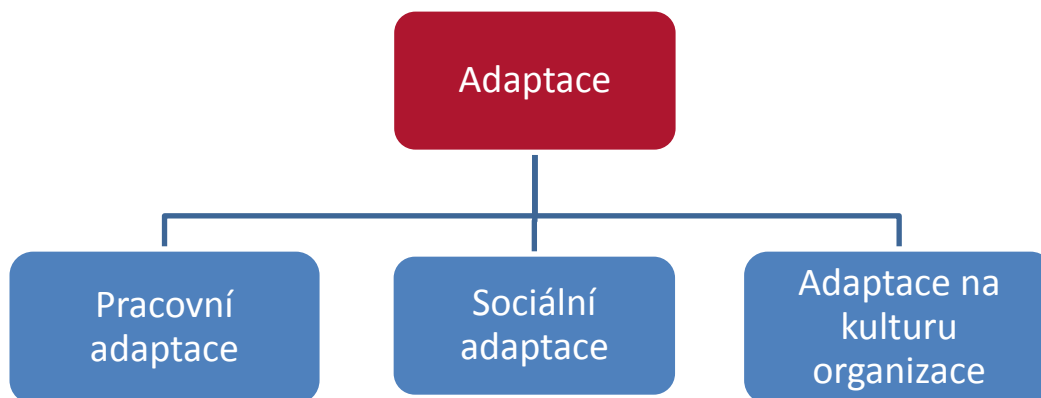 Adaptace
Pracovní
adaptace
Sociální
adaptace
Adaptace na
kulturu
organizace